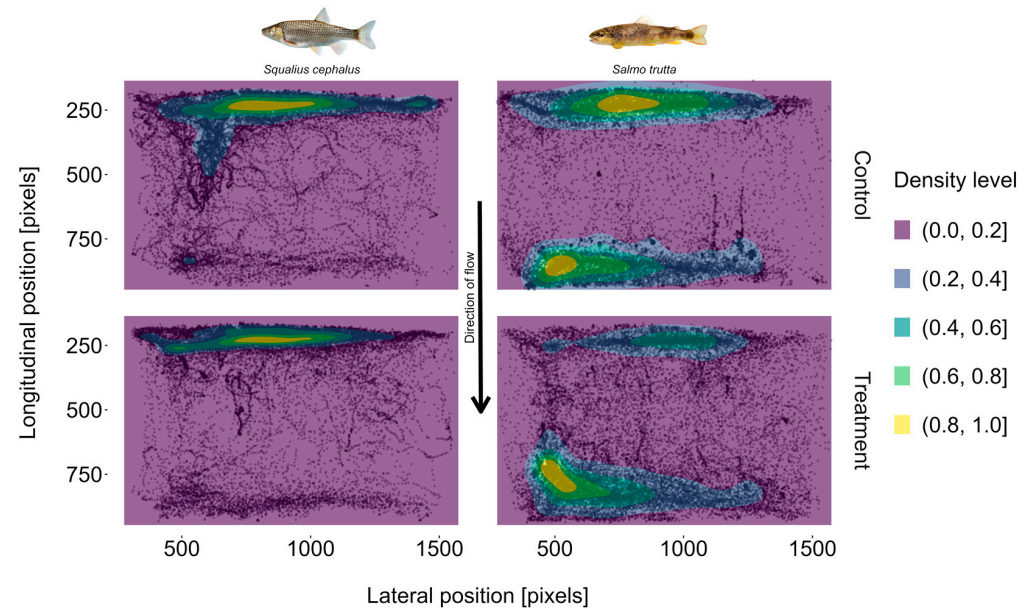 Squalius cephalus
Salmo trutta
250
500
750
Control
Longitudinal position [pixels]
Direction of flow
250
500
750
Treatment
500
1000
1500
500
1000
1500
Lateral position [pixels]
Density level
(0.0, 0.2]
(0.2, 0.4]
(0.4, 0.6]
(0.6, 0.8]
(0.8, 1.0]